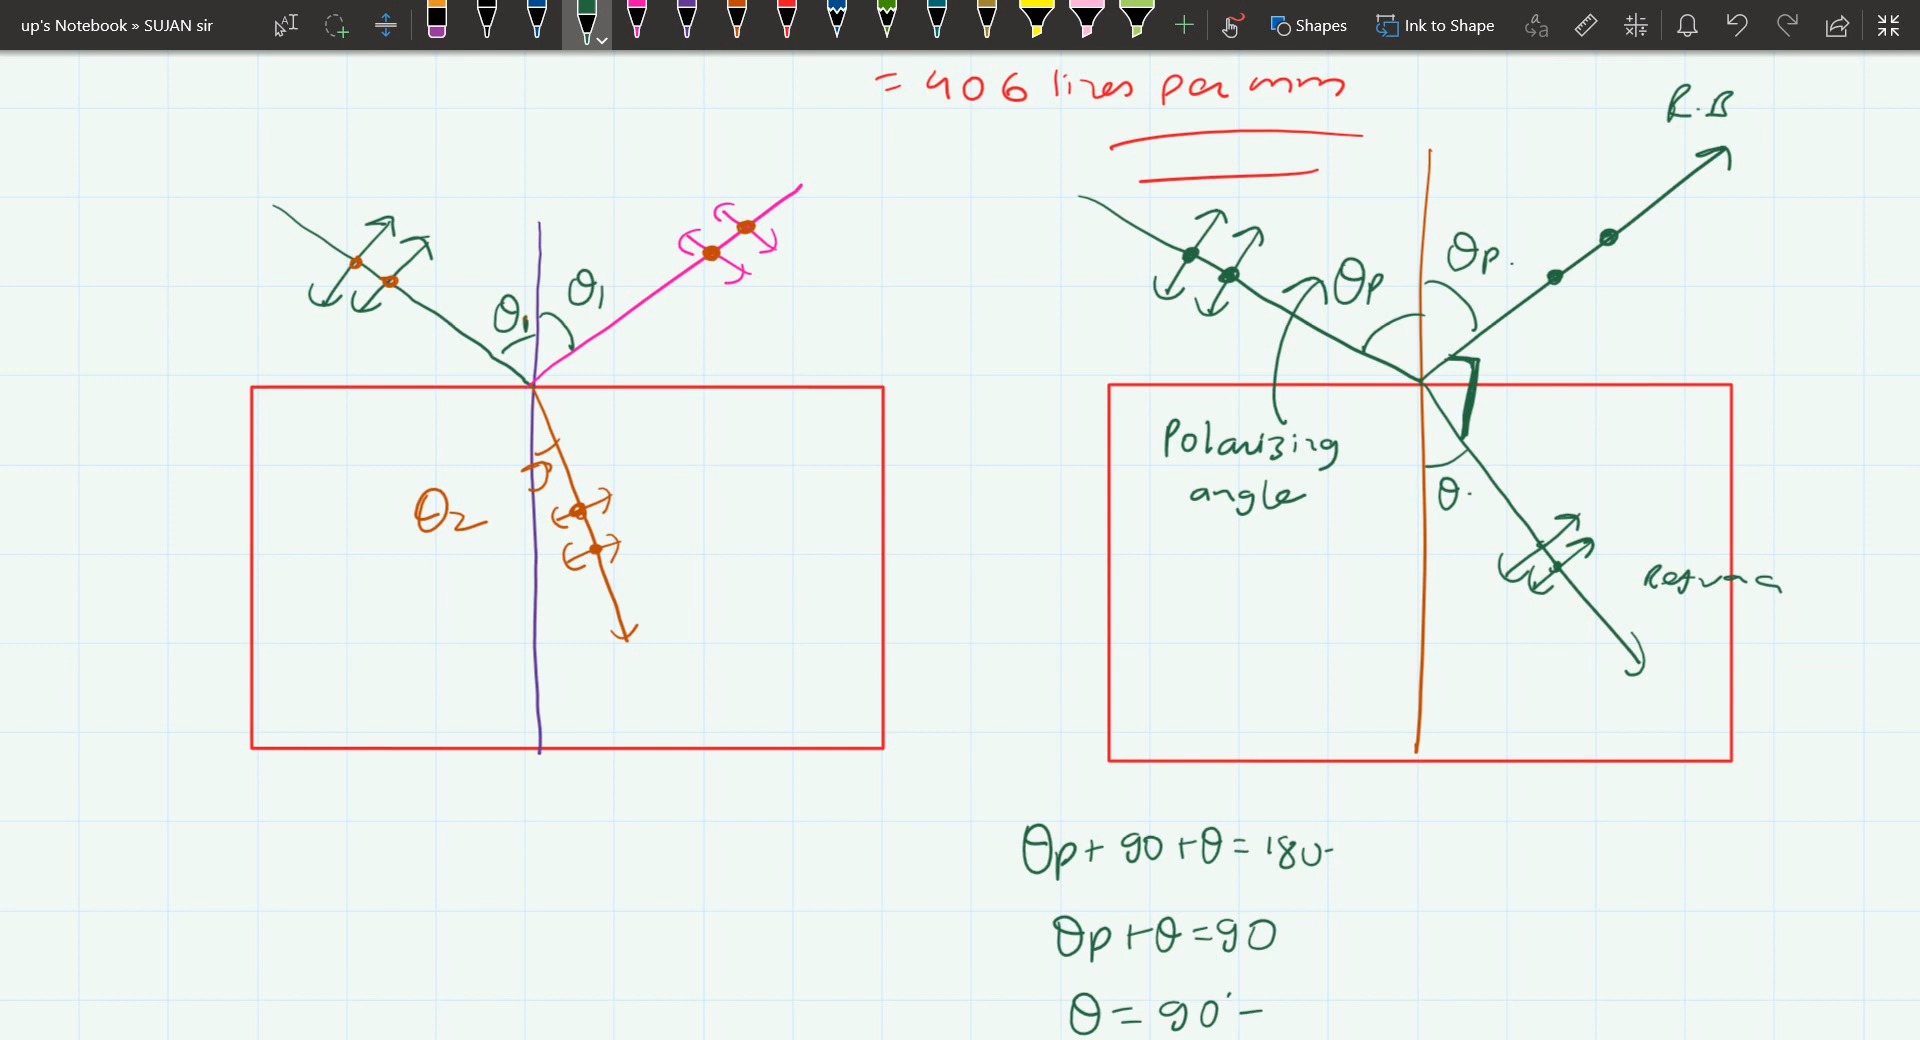 up's Notebook » SUJAN sir
Shapes
Ink to Shape
= 406 lines per mm
R.B
θ1
θ1
θ2
θp
θp.
Polarizing
angle
θ.
θp + 90 + θ = 180
θp + θ = 90
θ = 90° -